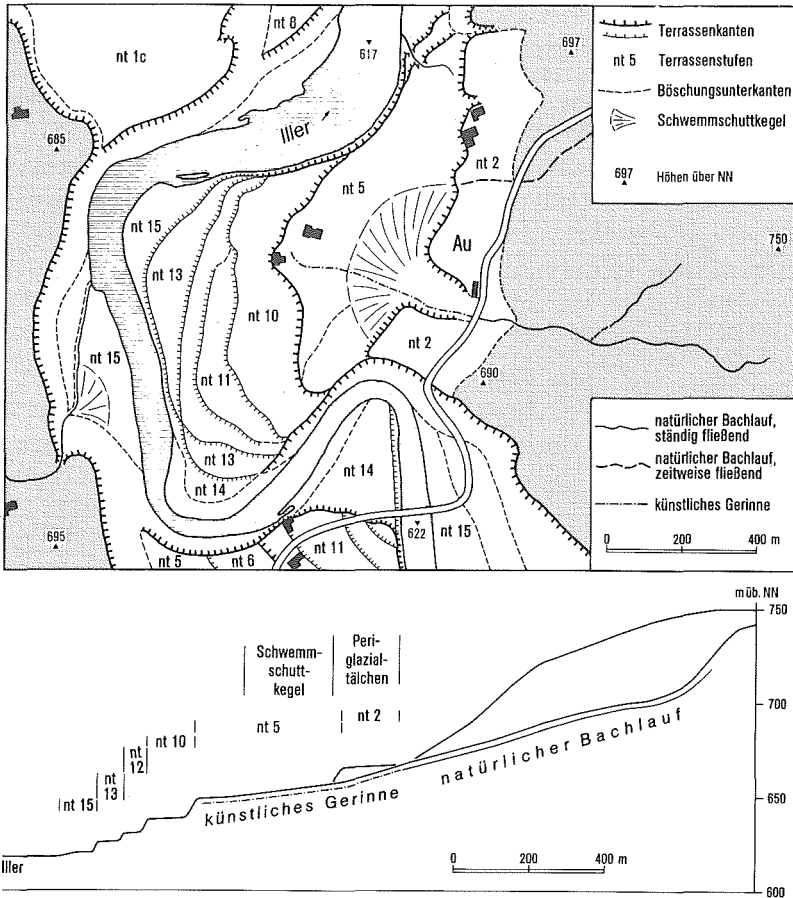 nt 8
nt 1c
617
697
Iller
685
nt 2
nt 5
nt 15
Au
nt 13
nt 10
nt 15
nt 2
nt 11
690
nt 13
nt 14
nt 14
695
nt 5
nt 6
nt 11
622
nt 15
Terrassenkanten
nt 5 Terrassenstufen
Böschungsunterkanten
Schwemmschuttkegel
697 Höhen über NN
750
natürlicher Bachlauf,
ständig fließend
natürlicher Bachlauf,
zeitweise fließend
künstliches Gerinne
0 200 400 m
m üb. NN
750
700
650
600
Schwemm-
schutt-
kegel
Peri-
glazial-
tälchen
nt 5
nt 2
nt 10
nt
12
nt
13
nt 15
künstliches Gerinne
natürlicher Bachlauf
Iller
0 200 400 m